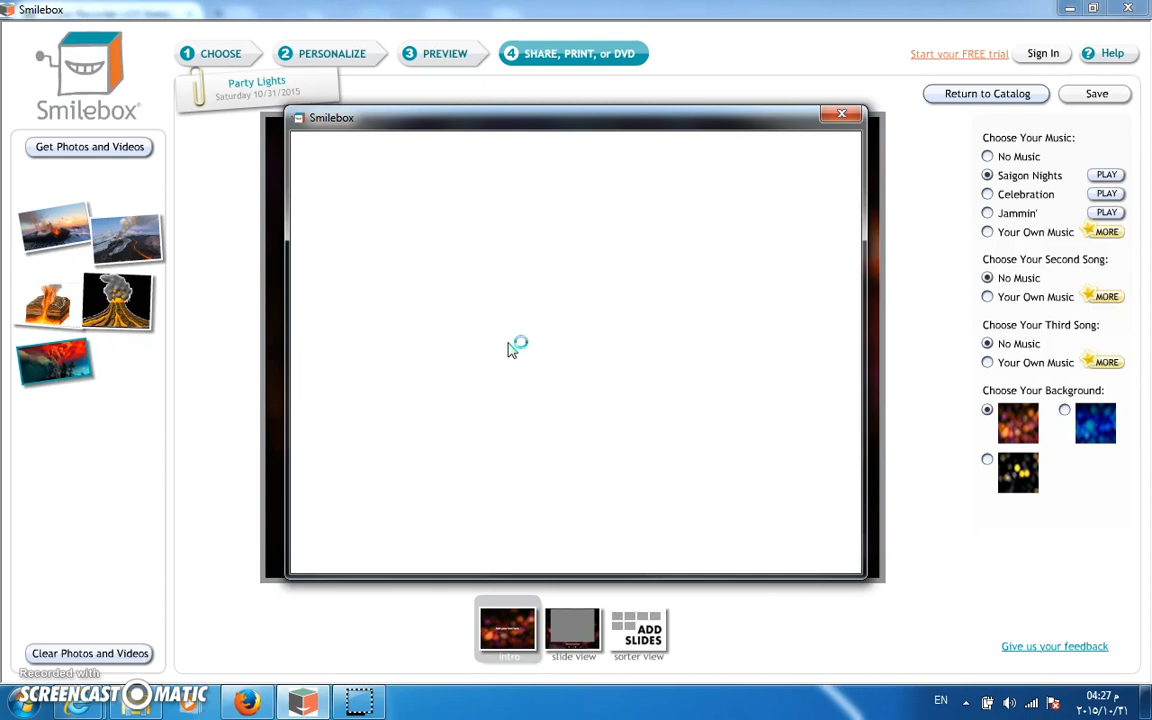 Smilebox
1 CHOOSE
2 PERSONALIZE
3 PREVIEW
4 SHARE, PRINT, or DVD
Start your FREE trial
Sign In
? Help
Smilebox
Party Lights
Saturday 10/31/2015
Return to Catalog
Save
Get Photos and Videos
Smilebox
Choose Your Music:
No Music
Saigon Nights PLAY
Celebration PLAY
Jammin' PLAY
Your Own Music MORE
Choose Your Second Song:
No Music
Your Own Music MORE
Choose Your Third Song:
No Music
Your Own Music MORE
Choose Your Background:
intro
slide view
ADD
SLIDES
sorter view
Clear Photos and Videos
Give us your feedback
Recorded with
SCREENCAST O MATIC
EN
04:27 م
٢٠١٥/١٠/٣١